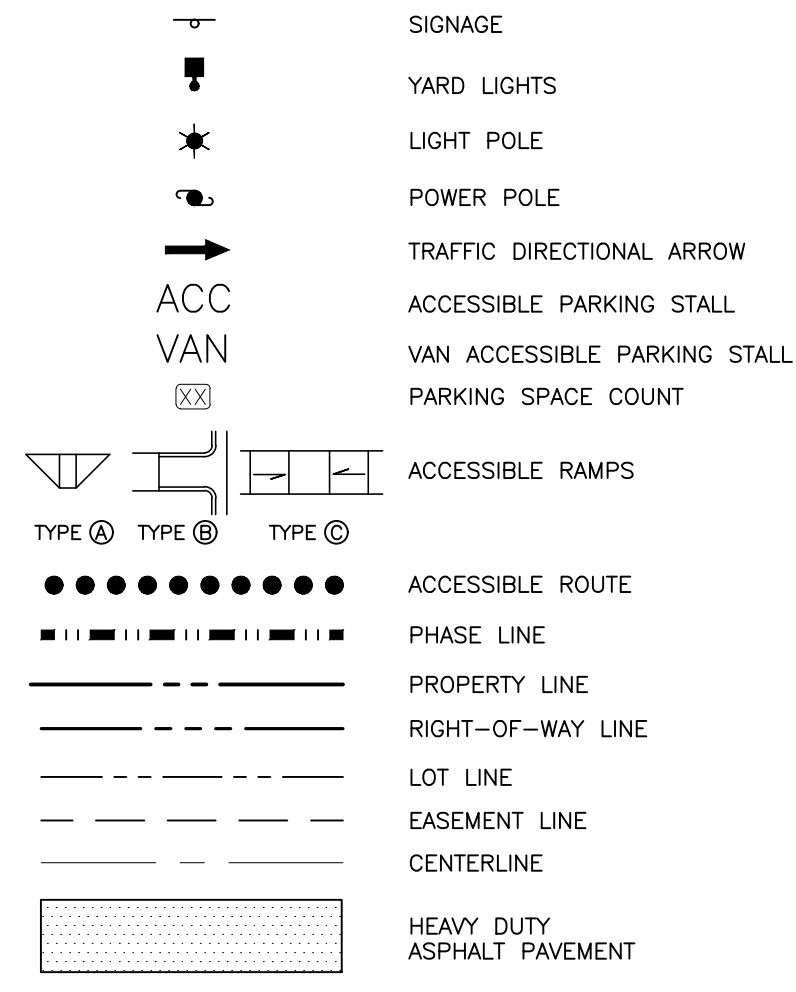 SIGNAGE
YARD LIGHTS
LIGHT POLE
POWER POLE
TRAFFIC DIRECTIONAL ARROW
ACC ACCESSIBLE PARKING STALL
VAN VAN ACCESSIBLE PARKING STALL
XX PARKING SPACE COUNT
ACCESSIBLE RAMPS
TYPE A TYPE B TYPE C
ACCESSIBLE ROUTE
PHASE LINE
PROPERTY LINE
RIGHT-OF-WAY LINE
LOT LINE
EASEMENT LINE
CENTERLINE
HEAVY DUTY
ASPHALT PAVEMENT